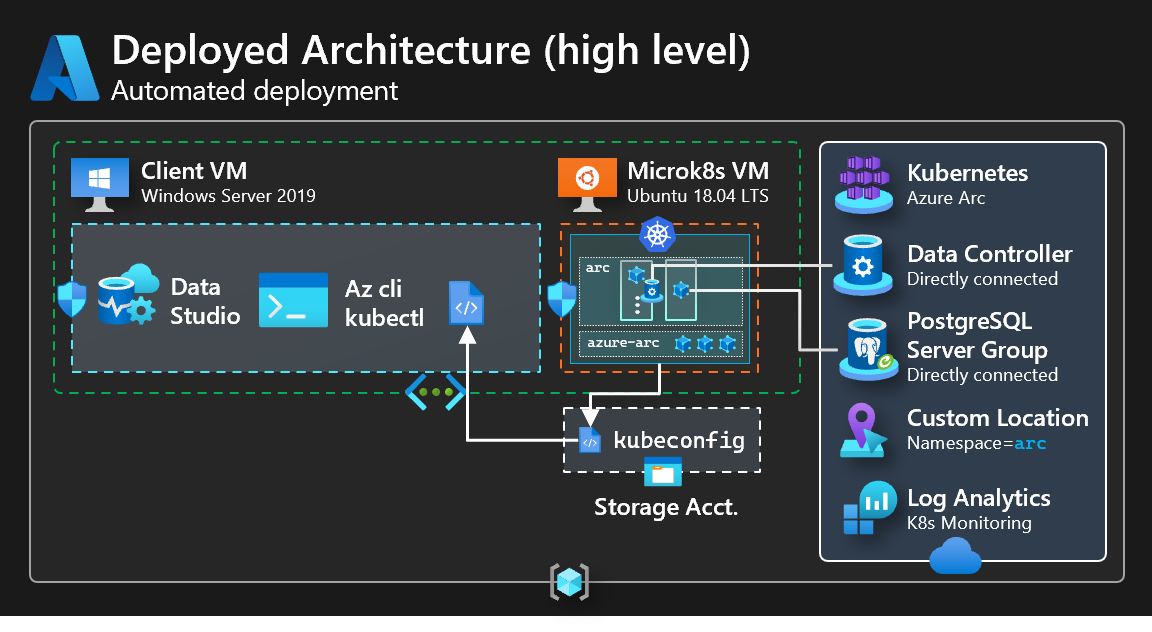 Deployed Architecture (high level)
Automated deployment
Client VM
Windows Server 2019
Microk8s VM
Ubuntu 18.04 LTS
Data
Studio
Az cli
kubectl
arc
azure-arc
kubeconfig
Storage Acct.
Kubernetes
Azure Arc
Data Controller
Directly connected
PostgreSQL
Server Group
Directly connected
Custom Location
Namespace=arc
Log Analytics
K8s Monitoring